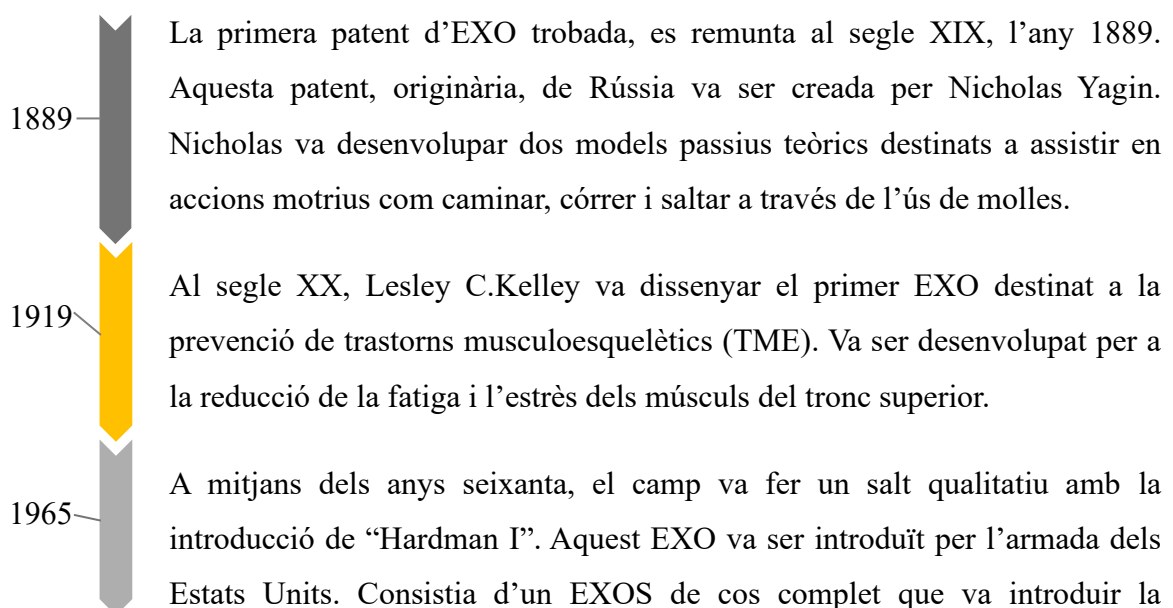 La primera patent d’EXO trobada, es remunta al segle XIX, l’any 1889.
Aquesta patent, originària, de Rússia va ser creada per Nicholas Yagin.
1889
Nicholas va desenvolupar dos models passius teòrics destinats a assistir en
accions motrius com caminar, córrer i saltar a través de l’ús de molles.
Al segle XX, Lesley C.Kelley va dissenyar el primer EXO destinat a la
1919
prevenció de trastorns musculoesquelètics (TME). Va ser desenvolupat per a
la reducció de la fatiga i l’estrès dels músculs del tronc superior.
A mitjans dels anys seixanta, el camp va fer un salt qualitatiu amb la
1965
introducció de “Hardman I”. Aquest EXO va ser introduït per l’armada dels
Estats Units. Consistia d’un EXOS de cos complet que va introduir la